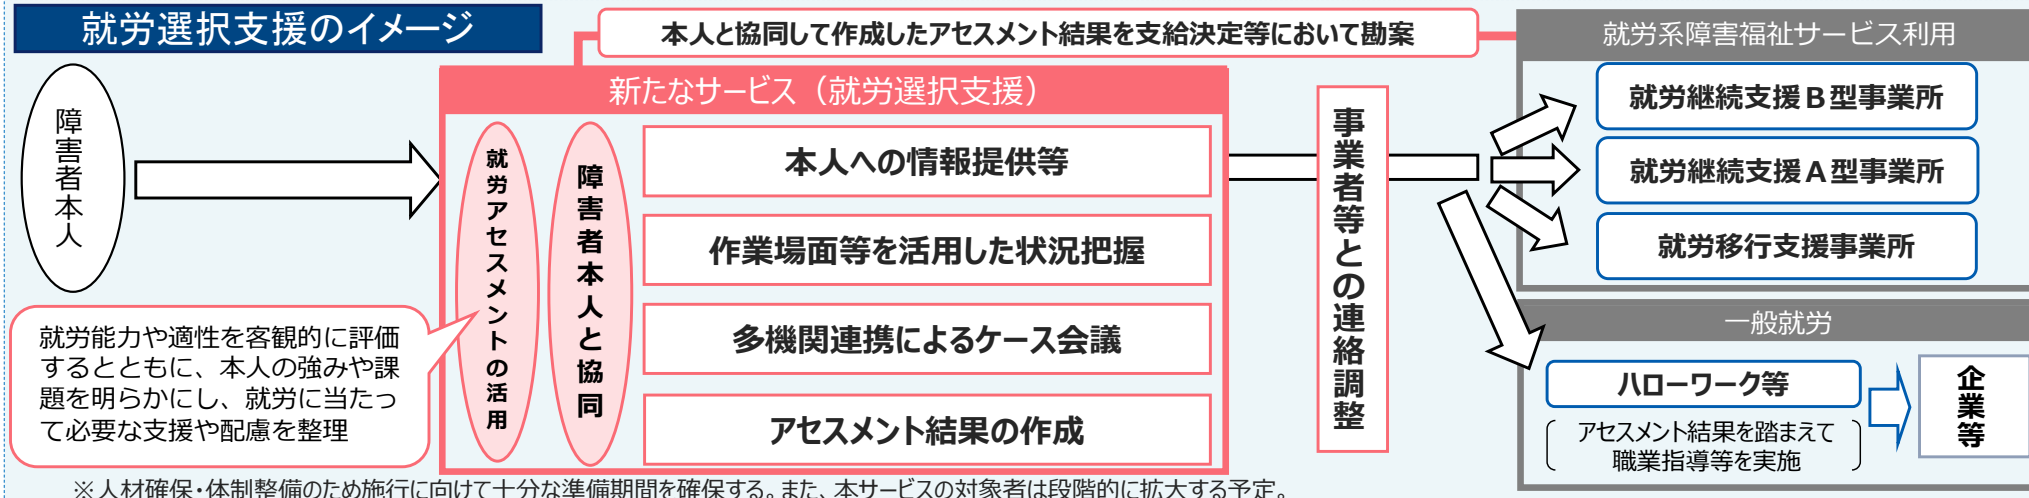 就労選択支援のイメージ
本人と協同して作成したアセスメント結果を支給決定等において勘案
障害者本人
新たなサービス（就労選択支援）
就労アセスメントの活用
障害者本人と協同
本人への情報提供等
作業場面等を活用した状況把握
多機関連携によるケース会議
アセスメント結果の作成
就労能力や適性を客観的に評価
するとともに、本人の強みや課
題を明らかにし、就労に当たっ
て必要な支援や配慮を整理
事業者等との連絡調整
就労系障害福祉サービス利用
就労継続支援Ｂ型事業所
就労継続支援Ａ型事業所
就労移行支援事業所
一般就労
ハローワーク等
アセスメント結果を踏まえて
職業指導等を実施
企業等
※人材確保・体制整備のため施行に向けて十分な準備期間を確保する。また、本サービスの対象者は段階的に拡大する予定。